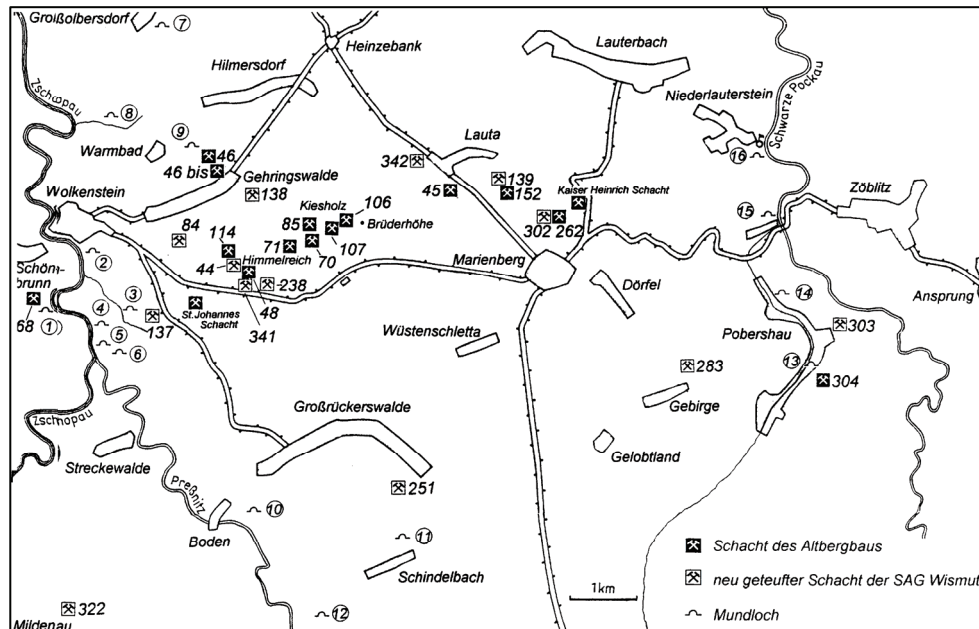 Großolbersdorf
⑦
Heinzebank
Lauterbach
Hilmersdorf
Zschopau
⑧
Niederlauterstein
Schwarze Pockau
⑨
Warmbad
46
46 bis
Lauta
342
139
152
45
⑯
Gehringswalde
138
Wolkenstein
Kaiser Heinrich Schacht
Zöblitz
Kiesholz
106
85
Brüderhöhe
107
302
262
⑮
84
114
71
70
Himmelreich
44
Marienberg
Schön-
brunn
②
238
Dörfel
Ansprung
68
①
③
④
⑤
⑥
137
St. Johannes
Schacht
48
341
⑭
Wüstenschletta
Pobershau
303
283
⑬
304
Großrückerswalde
Gebirge
Zschopau
Gelobtland
Streckewalde
Preßnitz
251
⑩
Boden
⑪
Schindelbach
⑫
322
Mildenau
1km
Schacht des Altbergbaus
neu geteufter Schacht der SAG Wismut
Mundloch